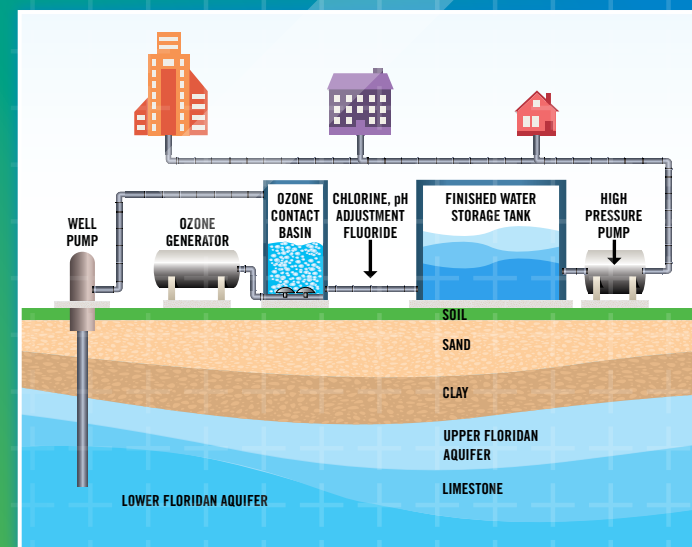 WELL
PUMP
OZONE
GENERATOR
OZONE
CONTACT
BASIN
CHLORINE, pH
ADJUSTMENT
FLUORIDE
FINISHED WATER
STORAGE TANK
HIGH
PRESSURE
PUMP
SOIL
SAND
CLAY
UPPER FLORIDAN
AQUIFER
LIMESTONE
LOWER FLORIDAN AQUIFER